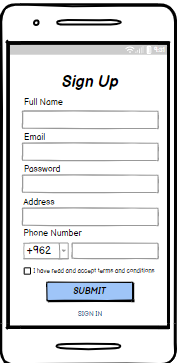 Sign Up
Full Name
Email
Password
Address
Phone Number
+962
I have read and accept terms and conditions
SUBMIT
SIGN IN